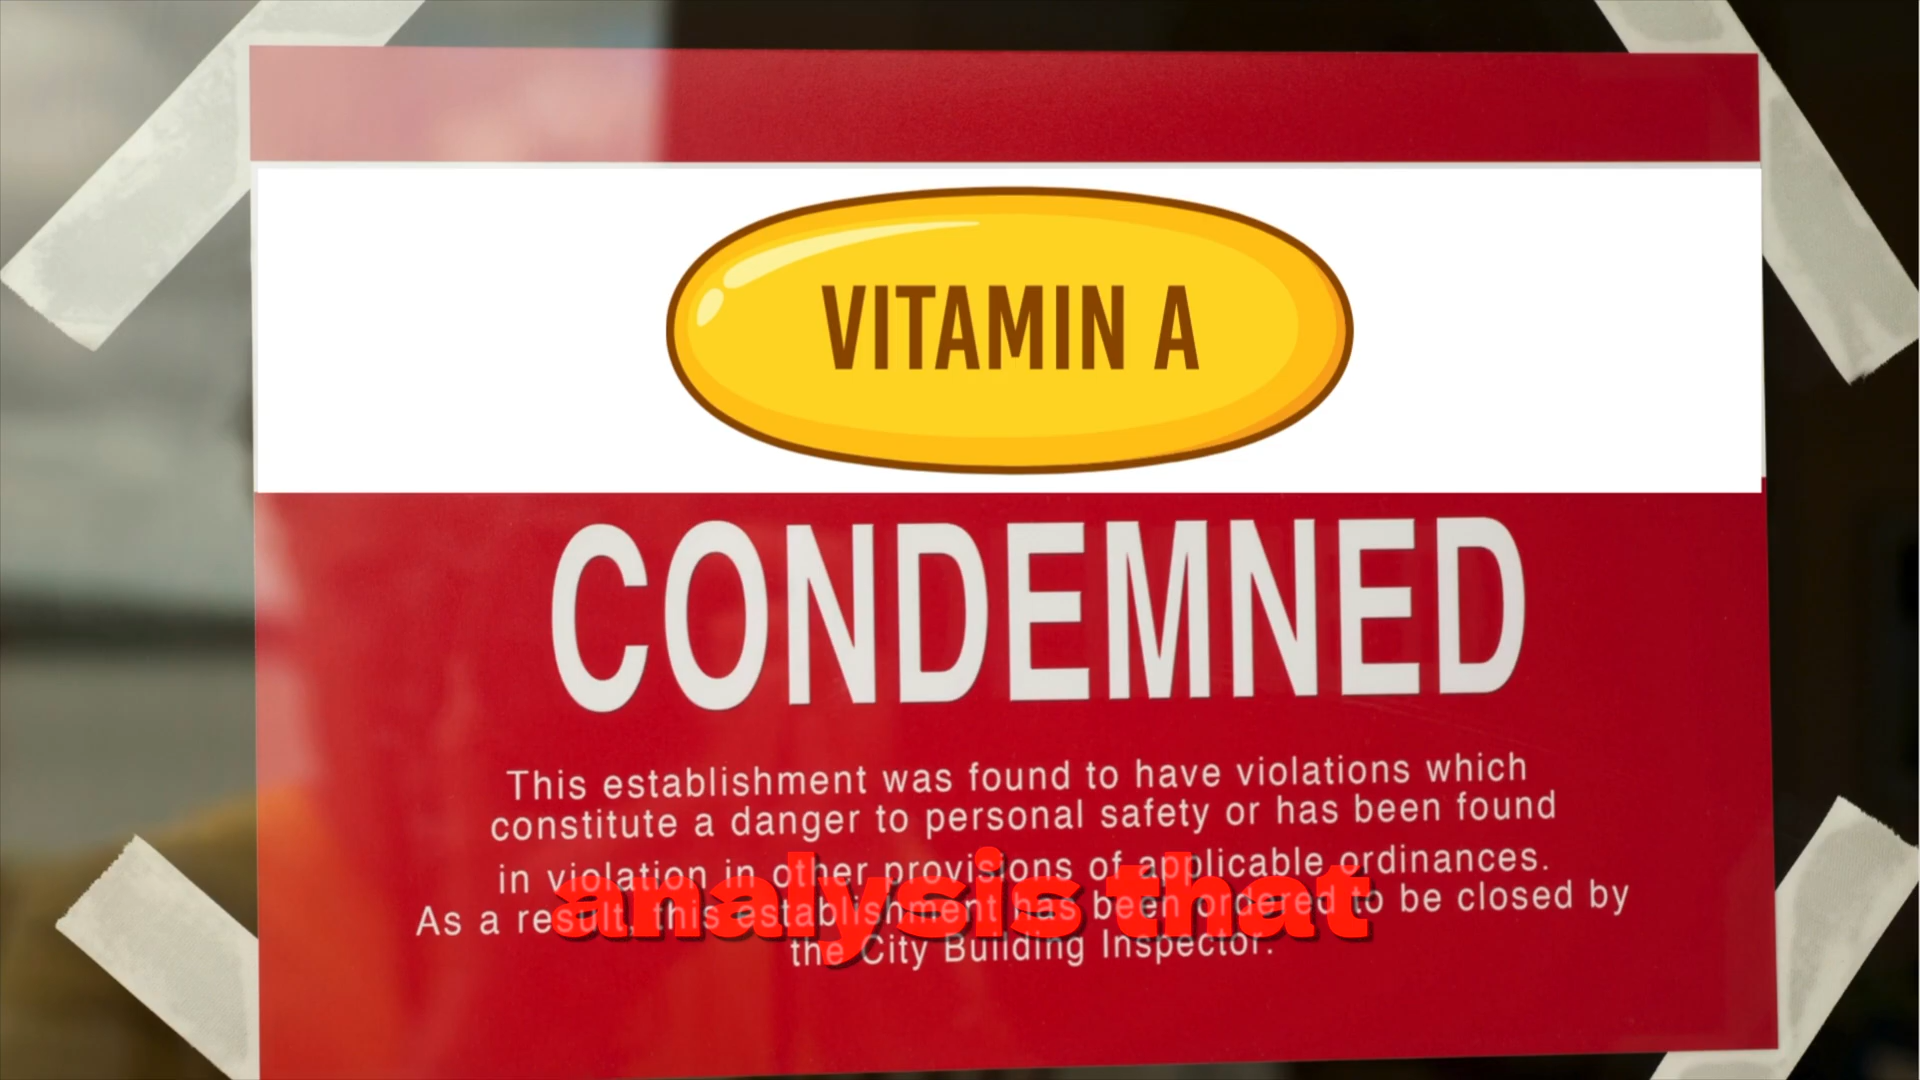 VITAMIN A
CONDEMNED
This establishment was found to have violations which
constitute a danger to personal safety or has been found
in violation in other provisions of applicable ordinances.
As a result, this establishment has been ordered to be closed by
the City Building Inspector.
analysis that